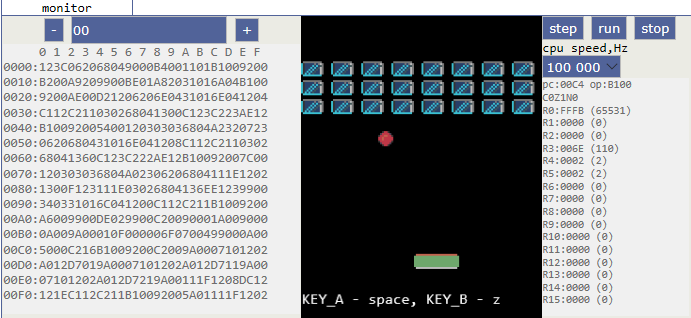 monitor
- 00 +
0 1 2 3 4 5 6 7 8 9 A B C D E F
0000:123C062068049000B4001101B1009200
0010:B200A9209900BE01A82031016A04B100
0020:9200AE00D21206206E0431016E041204
0030:C112C211030268041300C123C223AE12
0040:B10092005400120303036804A2320723
0050:0620680431016E041208C112C2110302
0060:68041360C123C222AE12B10092007C00
0070:120303036804A02306206804111E1202
0080:1300F123111E03026804136EE1239900
0090:340331016C041200C112C211B1009200
00A0:A6009900DE029900C20090001A009000
00B0:0A009A00010F000006F0700499000A00
00C0:5000C216B1009200C2009A0007101202
00D0:A012D7019A0007101202A012D7119A00
00E0:07101202A012D7219A00111F1208DC12
00F0:121EC112C211B10092005A01111F1202
KEY_A - space, KEY_B - z
step run stop
cpu speed,Hz
100 000
pc:00C4 op:B100
C0Z1N0
R0:FFFB (65531)
R1:0000 (0)
R2:0000 (0)
R3:006E (110)
R4:0002 (2)
R5:0002 (2)
R6:0000 (0)
R7:0000 (0)
R8:0000 (0)
R9:0000 (0)
R10:0000 (0)
R11:0000 (0)
R12:0000 (0)
R13:0000 (0)
R14:0000 (0)
R15:0000 (0)